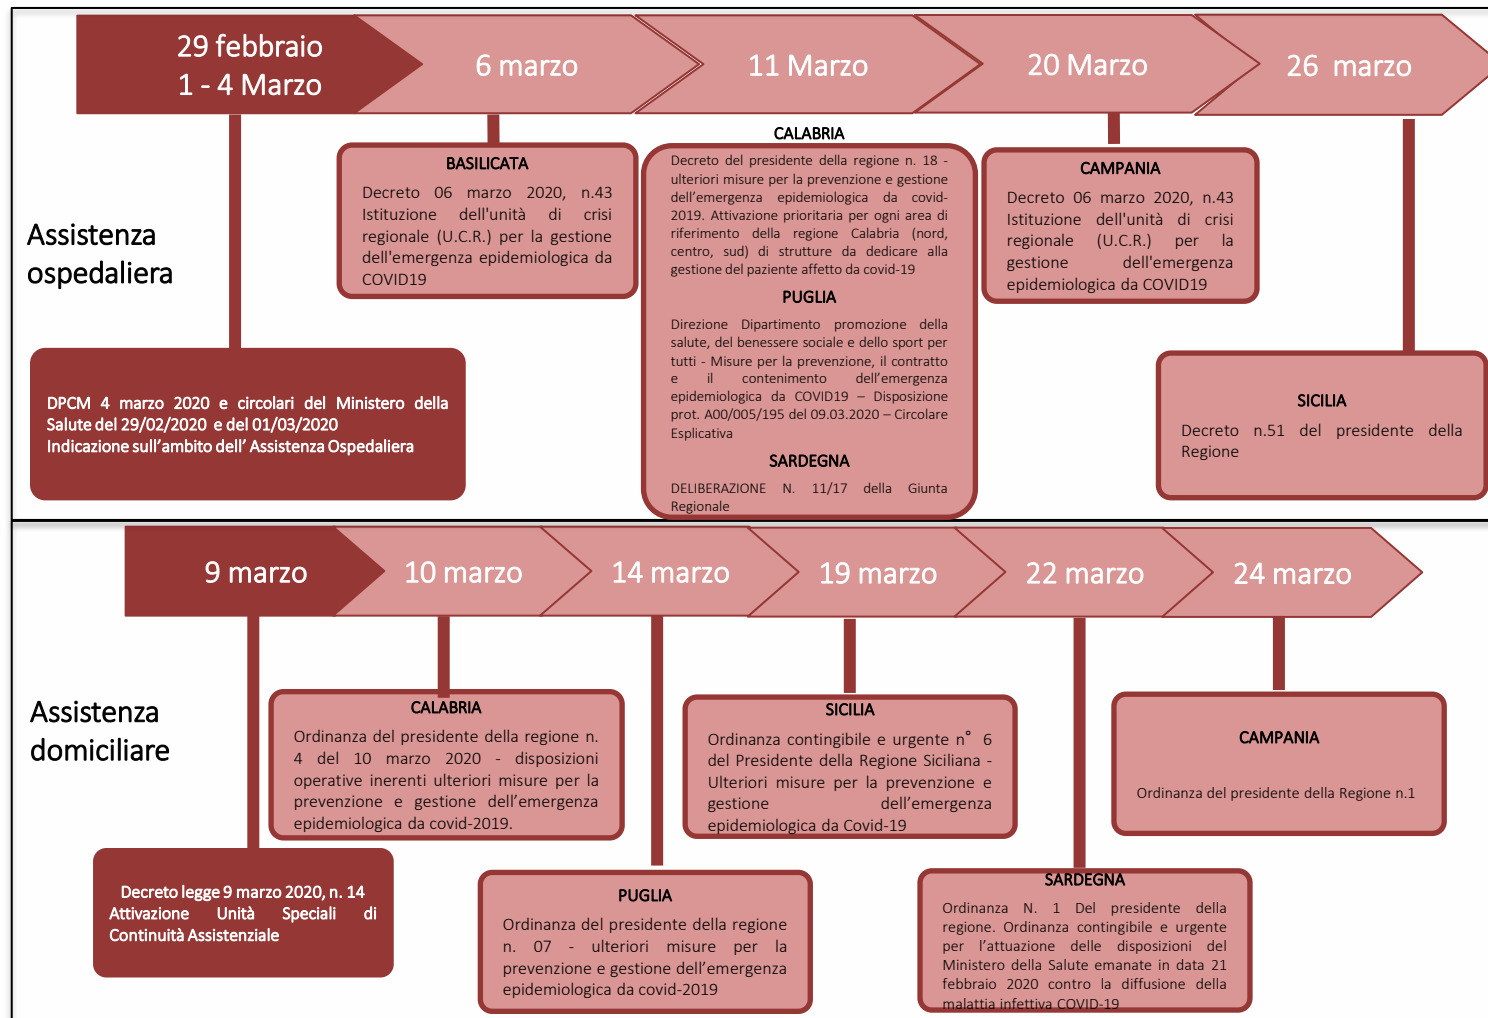 29 febbraio
1 - 4 Marzo
6 marzo
11 Marzo
20 Marzo
26 marzo
Assistenza
ospedaliera
DPCM 4 marzo 2020 e circolari del Ministero della
Salute del 29/02/2020 e del 01/03/2020
Indicazione sull'ambito dell' Assistenza Ospedaliera
BASILICATA
Decreto 06 marzo 2020, n.43
Istituzione dell'unità di crisi
regionale (U.C.R.) per la gestione
dell'emergenza epidemiologica da
COVID19
CALABRIA
Decreto del presidente della regione n. 18 -
ulteriori misure per la prevenzione e gestione
dell'emergenza epidemiologica da covid-
2019. Attivazione prioritaria per ogni area di
riferimento della regione Calabria (nord,
centro, sud) di strutture da dedicare alla
gestione del paziente affetto da covid-19
PUGLIA
Direzione Dipartimento promozione della
salute, del benessere sociale e dello sport per
tutti - Misure per la prevenzione, il contratto
e il contenimento dell'emergenza
epidemiologica da COVID19 – Disposizione
prot. A00/005/195 del 09.03.2020 – Circolare
Esplicativa
SARDEGNA
DELIBERAZIONE N. 11/17 della Giunta
Regionale
CAMPANIA
Decreto 06 marzo 2020, n.43
Istituzione dell'unità di crisi
regionale (U.C.R.) per la
gestione dell'emergenza
epidemiologica da COVID19
SICILIA
Decreto n.51 del presidente della
Regione
9 marzo
10 marzo
14 marzo
19 marzo
22 marzo
24 marzo
Assistenza
domiciliare
Decreto legge 9 marzo 2020, n. 14
Attivazione Unità Speciali di
Continuità Assistenziale
CALABRIA
Ordinanza del presidente della regione n.
4 del 10 marzo 2020 - disposizioni
operative inerenti ulteriori misure per la
prevenzione e gestione dell'emergenza
epidemiologica da covid-2019.
PUGLIA
Ordinanza del presidente della regione
n. 07 - ulteriori misure per la
prevenzione e gestione dell'emergenza
epidemiologica da covid-2019
SICILIA
Ordinanza contingibile e urgente n° 6
del Presidente della Regione Siciliana -
Ulteriori misure per la prevenzione e
gestione dell'emergenza
epidemiologica da Covid-19
SARDEGNA
Ordinanza N. 1 Del presidente della
regione. Ordinanza contingibile e urgente
per l'attuazione delle disposizioni del
Ministero della Salute emanate in data 21
febbraio 2020 contro la diffusione della
malattia infettiva COVID-19
CAMPANIA
Ordinanza del presidente della Regione n.1